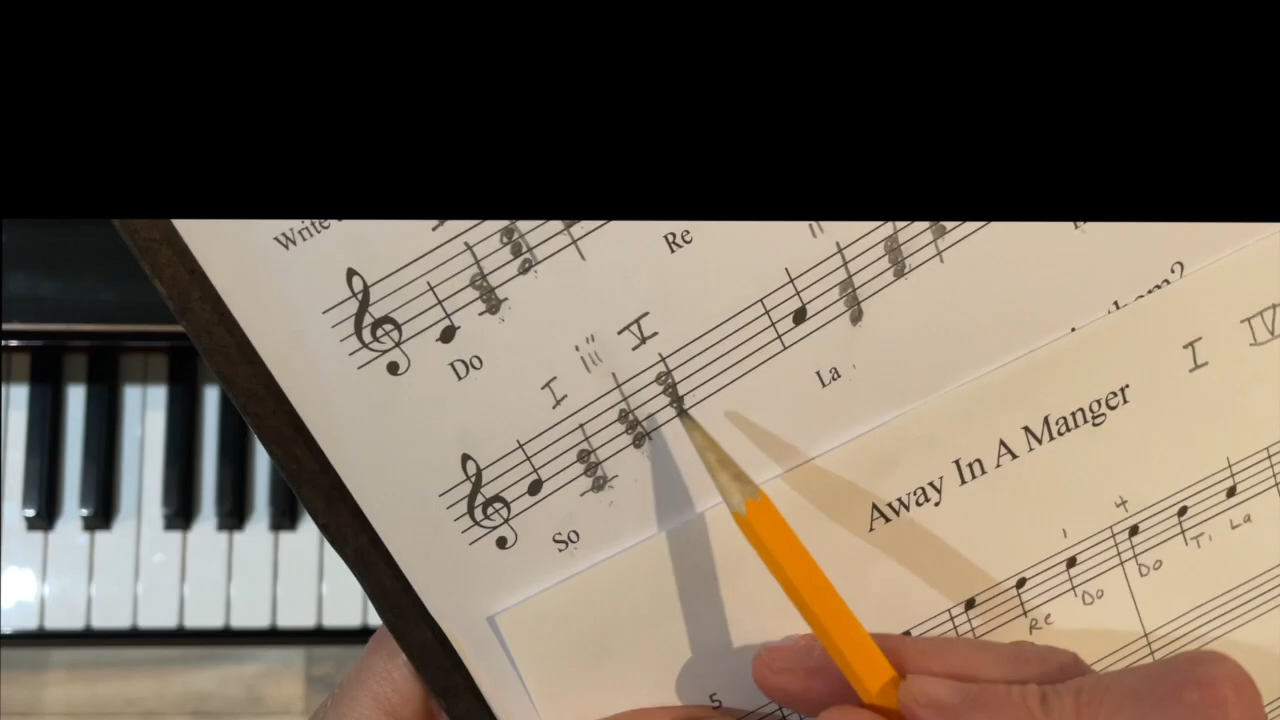 Write
Re
Do
I iii V
La
So
I IV
Away In A Manger
1 4
Re Do Do Ti La
5